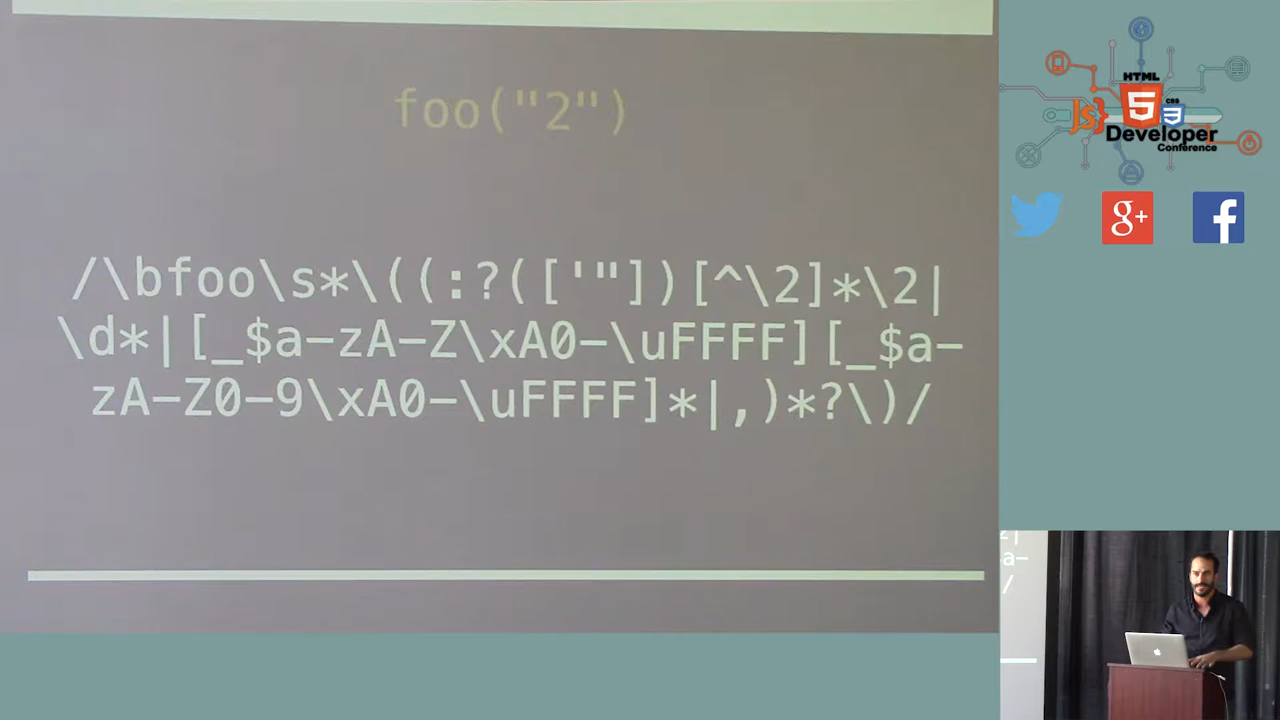 foo("2")
/\bfoo\s*\((:?(['"])[^\2]*\2|
\d*|[_$a-zA-Z\xA0-\uFFFF][_$a-
zA-Z0-9\xA0-\uFFFF]*|,)*?\)/
HTML
5
css
3
JS}
Developer
Conference
g+
f
2|
a-
/